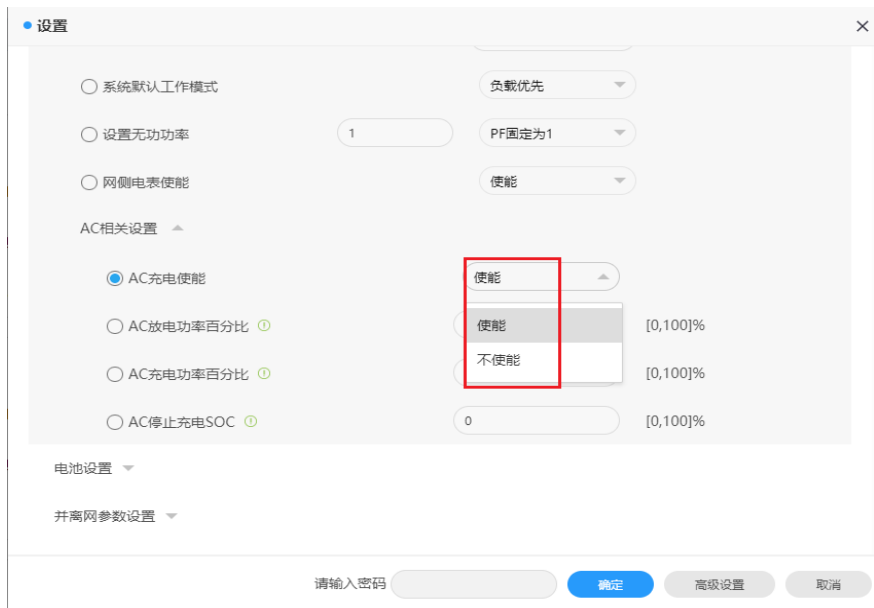 设置
系统默认工作模式 负载优先
设置无功功率 1 PF固定为1
网侧电表使能 使能
AC相关设置
AC充电使能 使能
AC放电功率百分比 使能 [0,100]%
不使能
AC充电功率百分比 [0,100]%
AC停止充电SOC 0 [0,100]%
电池设置
并离网参数设置
请输入密码 确定 高级设置 取消